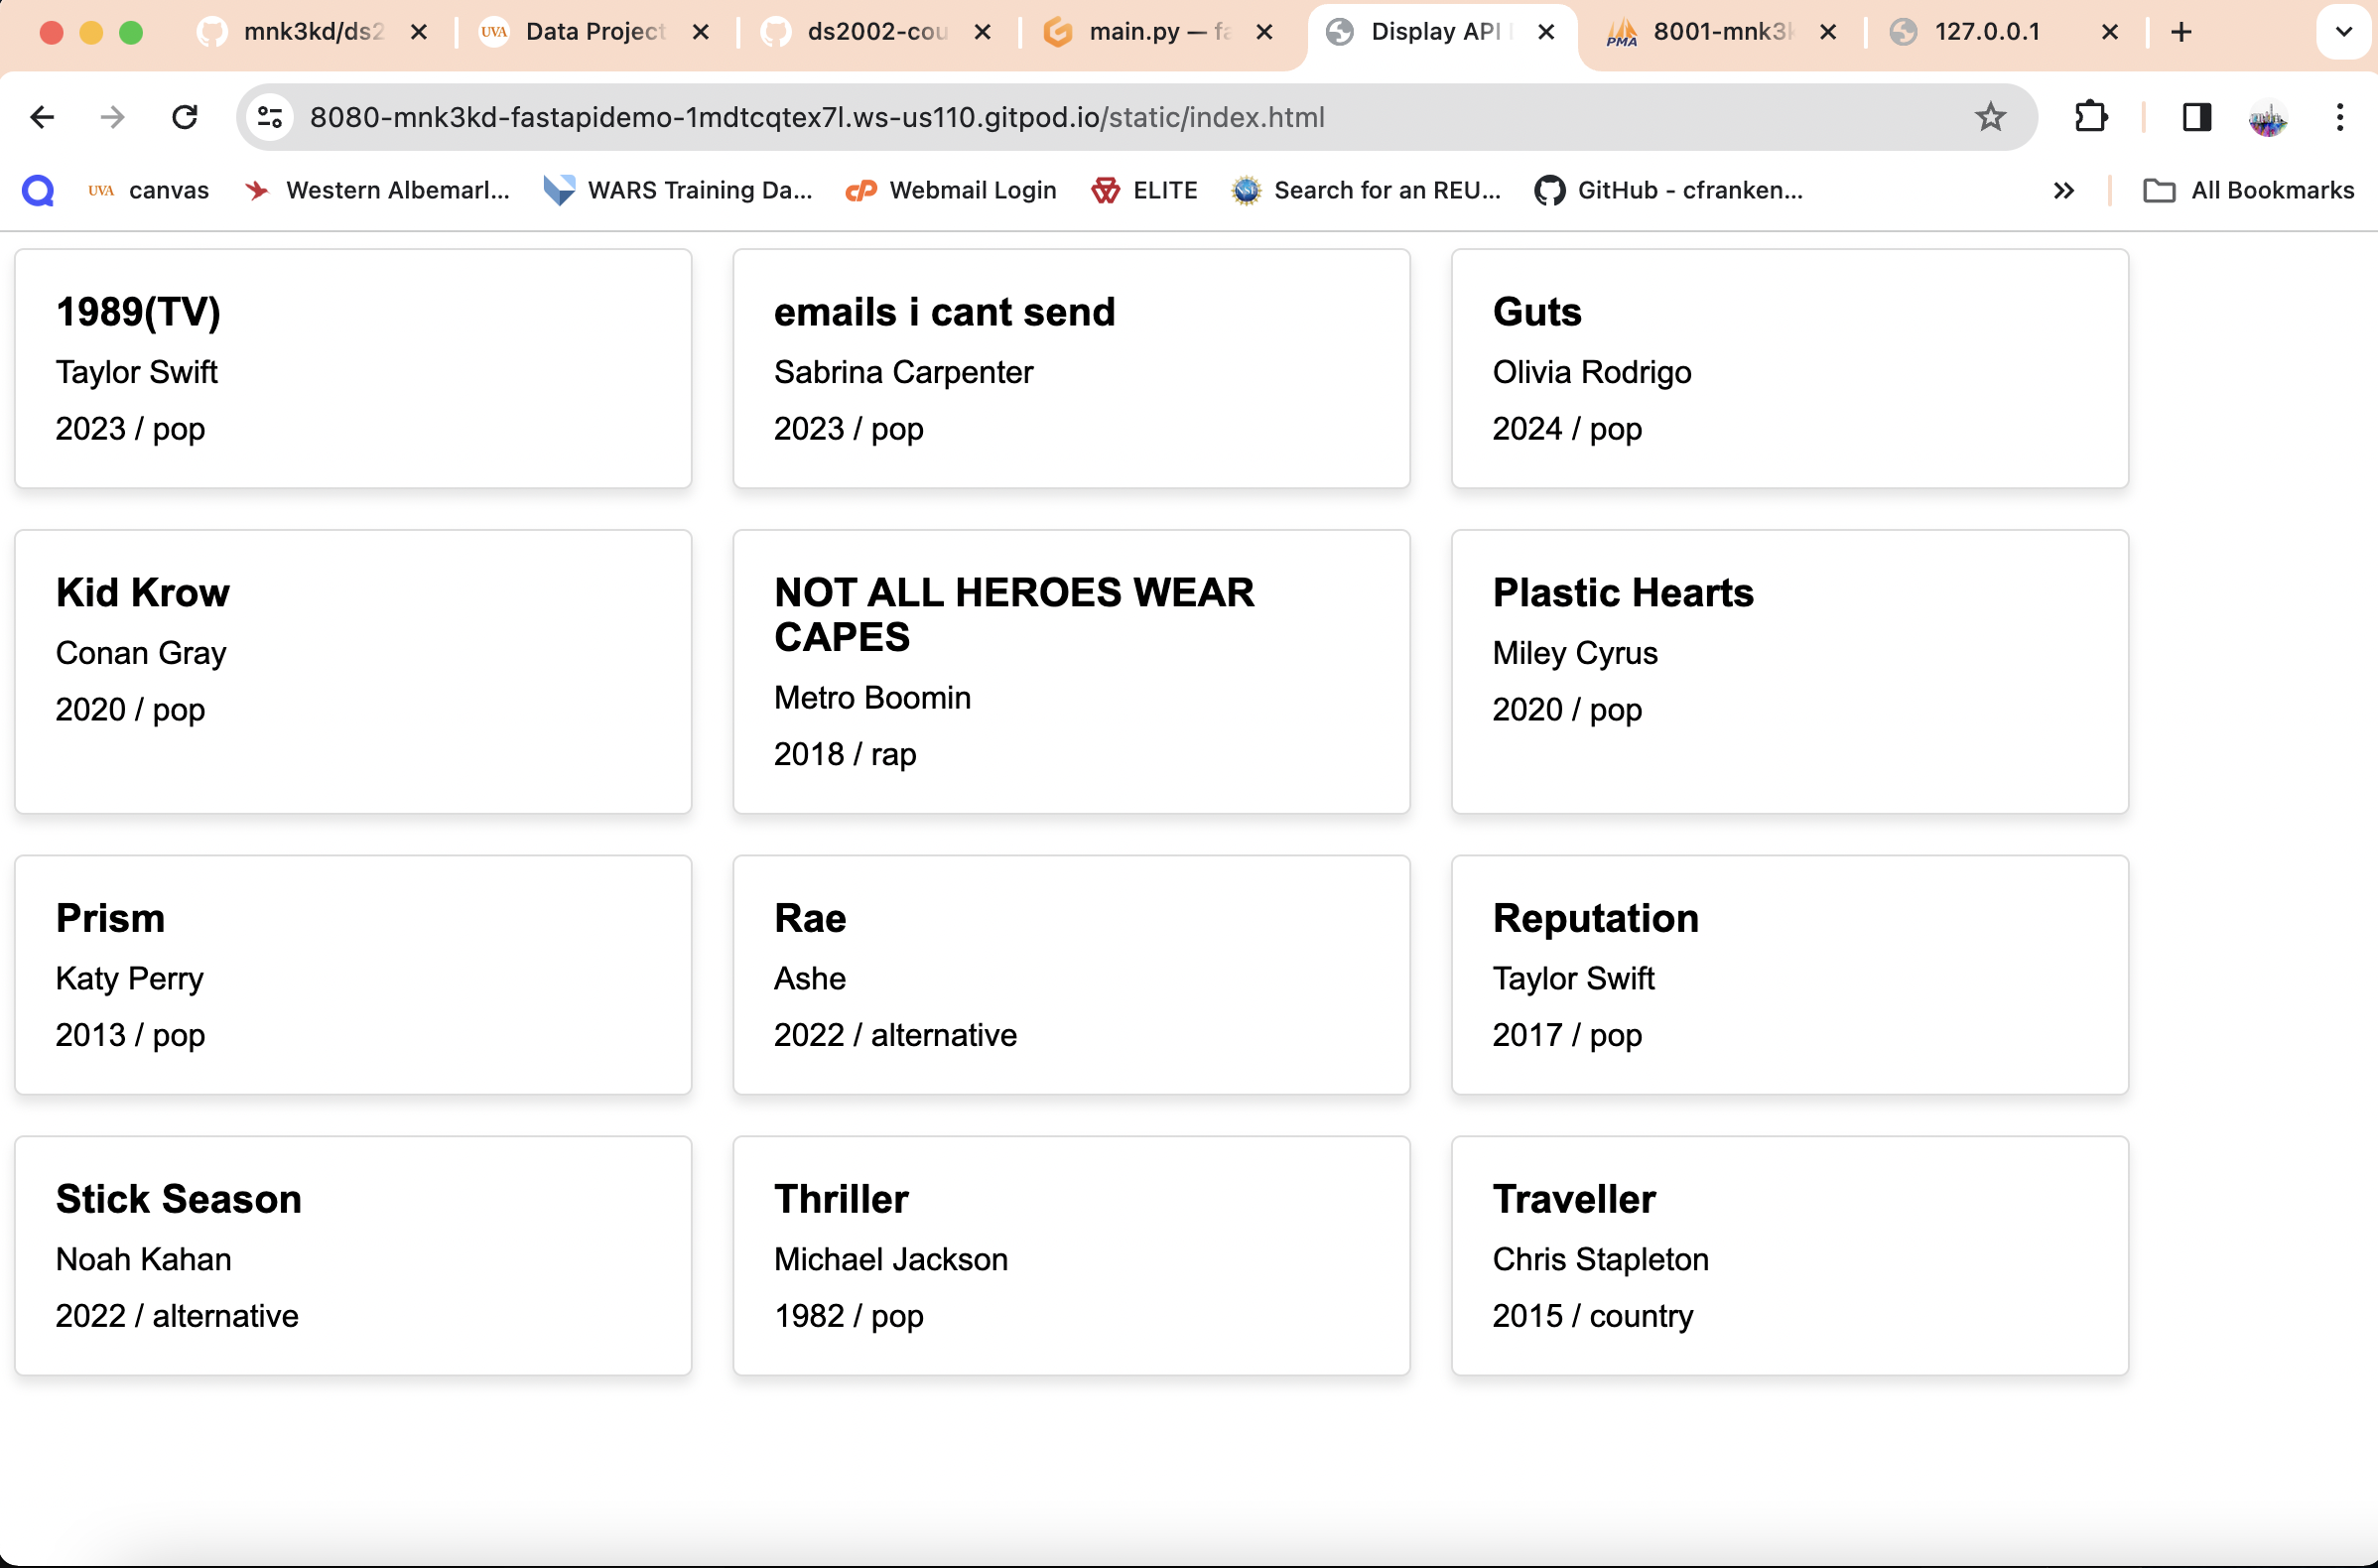 mnk3kd/ds2
UVA Data Project
ds2002-cou
main.py — fa
Display API
PMA 8001-mnk3k
127.0.0.1
8080-mnk3kd-fastapidemo-1mdtcqtex7l.ws-us110.gitpod.io/static/index.html
UVA canvas
Western Albemarl...
WARS Training Da...
cP Webmail Login
ELITE
NSF Search for an REU...
GitHub - cfranken...
All Bookmarks
1989(TV)
Taylor Swift
2023 / pop
emails i cant send
Sabrina Carpenter
2023 / pop
Guts
Olivia Rodrigo
2024 / pop
Kid Krow
Conan Gray
2020 / pop
NOT ALL HEROES WEAR
CAPES
Metro Boomin
2018 / rap
Plastic Hearts
Miley Cyrus
2020 / pop
Prism
Katy Perry
2013 / pop
Rae
Ashe
2022 / alternative
Reputation
Taylor Swift
2017 / pop
Stick Season
Noah Kahan
2022 / alternative
Thriller
Michael Jackson
1982 / pop
Traveller
Chris Stapleton
2015 / country